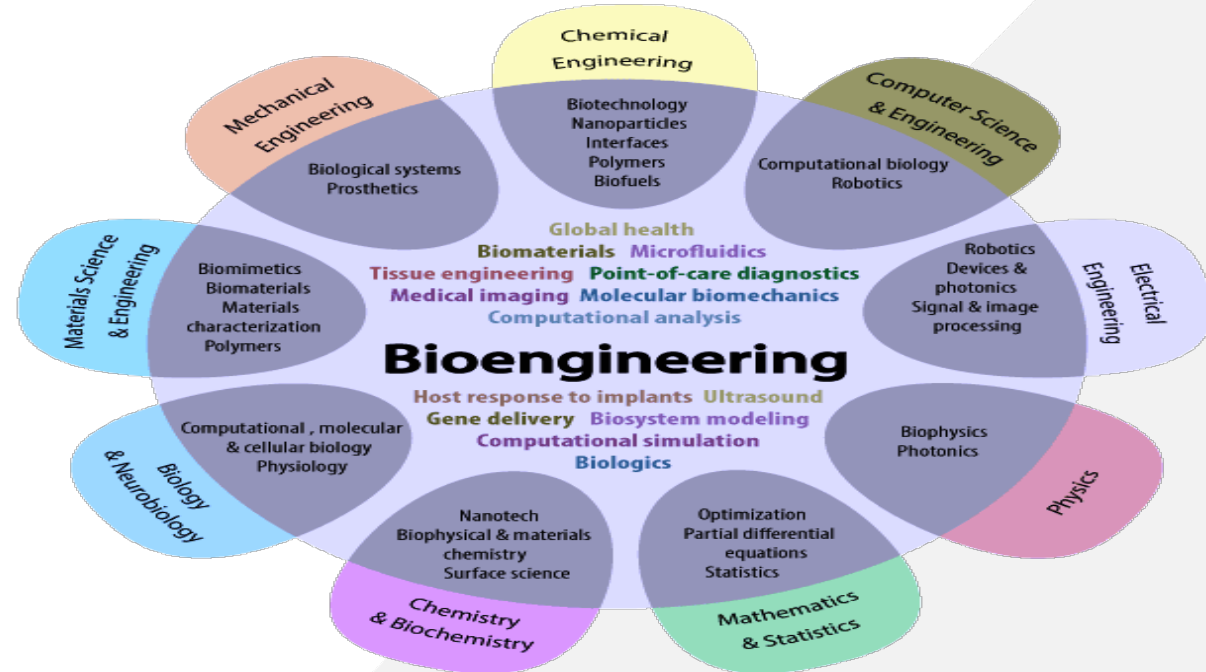 Chemical
Engineering
Biotechnology
Nanoparticles
Interfaces
Polymers
Biofuels
Mechanical
Engineering
Biological systems
Prosthetics
Computer Science
& Engineering
Computational biology
Robotics
Materials Science
& Engineering
Biomimetics
Biomaterials
Materials
characterization
Polymers
Electrical
Engineering
Robotics
Devices &
photonics
Signal & image
processing
Global health
Biomaterials Microfluidics
Tissue engineering Point-of-care diagnostics
Medical imaging Molecular biomechanics
Computational analysis
Bioengineering
Host response to implants Ultrasound
Gene delivery Biosystem modeling
Computational simulation
Biologics
Biology
& Neurobiology
Computational , molecular
& cellular biology
Physiology
Physics
Biophysics
Photonics
Nanotech
Biophysical & materials
chemistry
Surface science
Chemistry
& Biochemistry
Optimization
Partial differential
equations
Statistics
Mathematics
& Statistics